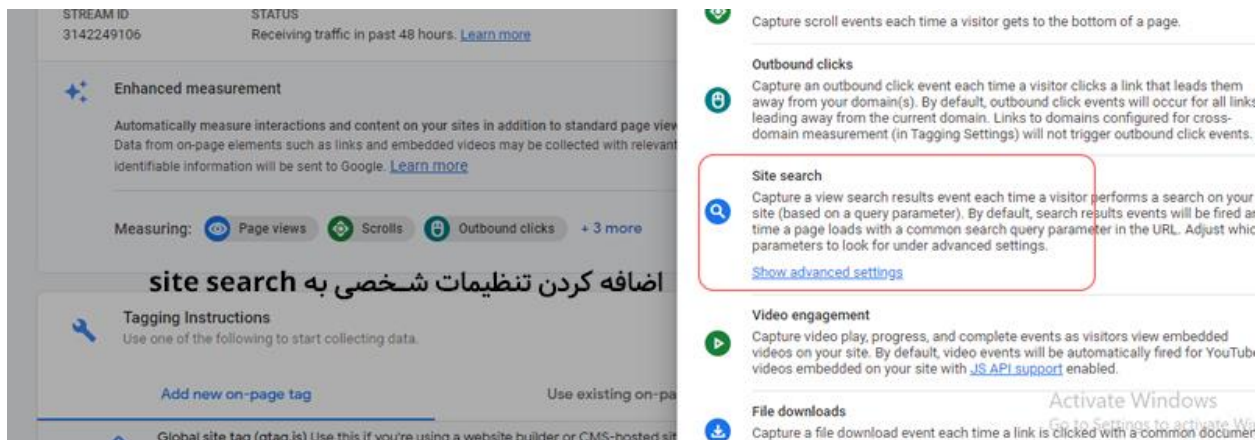 STREAM ID
STATUS
3142249106
Receiving traffic in past 48 hours. Learn more
Enhanced measurement
Automatically measure interactions and content on your sites in addition to standard page view
Data from on-page elements such as links and embedded videos may be collected with relevant
identifiable information will be sent to Google. Learn more
Measuring: Page views Scrolls Outbound clicks + 3 more
اضافه کردن تنظیمات شـخصی به site search
Tagging Instructions
Use one of the following to start collecting data.
Add new on-page tag
Use existing on-pa
Global site tag (gtag.js) Use this if you're using a website builder or CMS-hosted sit
Capture scroll events each time a visitor gets to the bottom of a page.
Outbound clicks
Capture an outbound click event each time a visitor clicks a link that leads them
away from your domain(s). By default, outbound click events will occur for all links
leading away from the current domain. Links to domains configured for cross-
domain measurement (in Tagging Settings) will not trigger outbound click events.
Site search
Capture a view search results event each time a visitor performs a search on your
site (based on a query parameter). By default, search results events will be fired a
time a page loads with a common search query parameter in the URL. Adjust whic
parameters to look for under advanced settings.
Show advanced settings
Video engagement
Capture video play, progress, and complete events as visitors view embedded
videos on your site. By default, video events will be automatically fired for YouTube
videos embedded on your site with JS API support enabled.
Activate Windows
Go to Settings to activate Wi
File downloads
Capture a file download event each time a link is clicked with a common docume